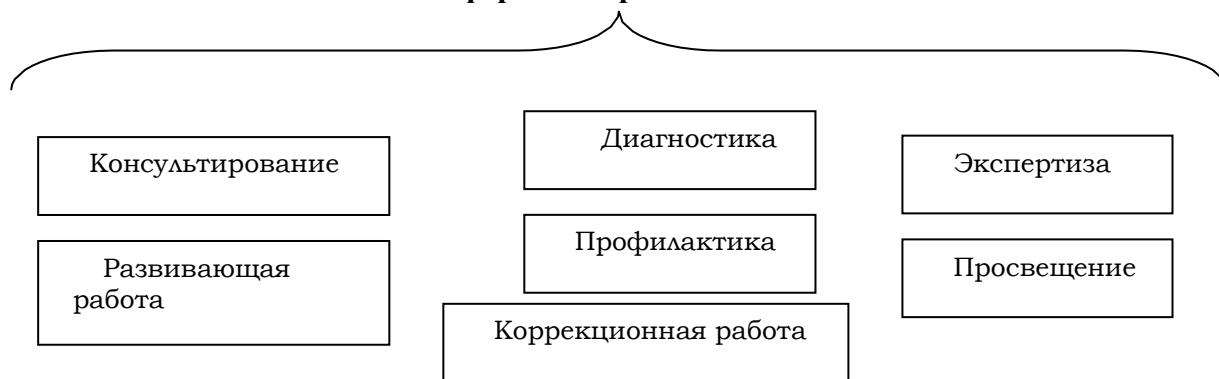 Консультирование
Диагностика
Экспертиза
Развивающая
работа
Профилактика
Просвещение
Коррекционная работа